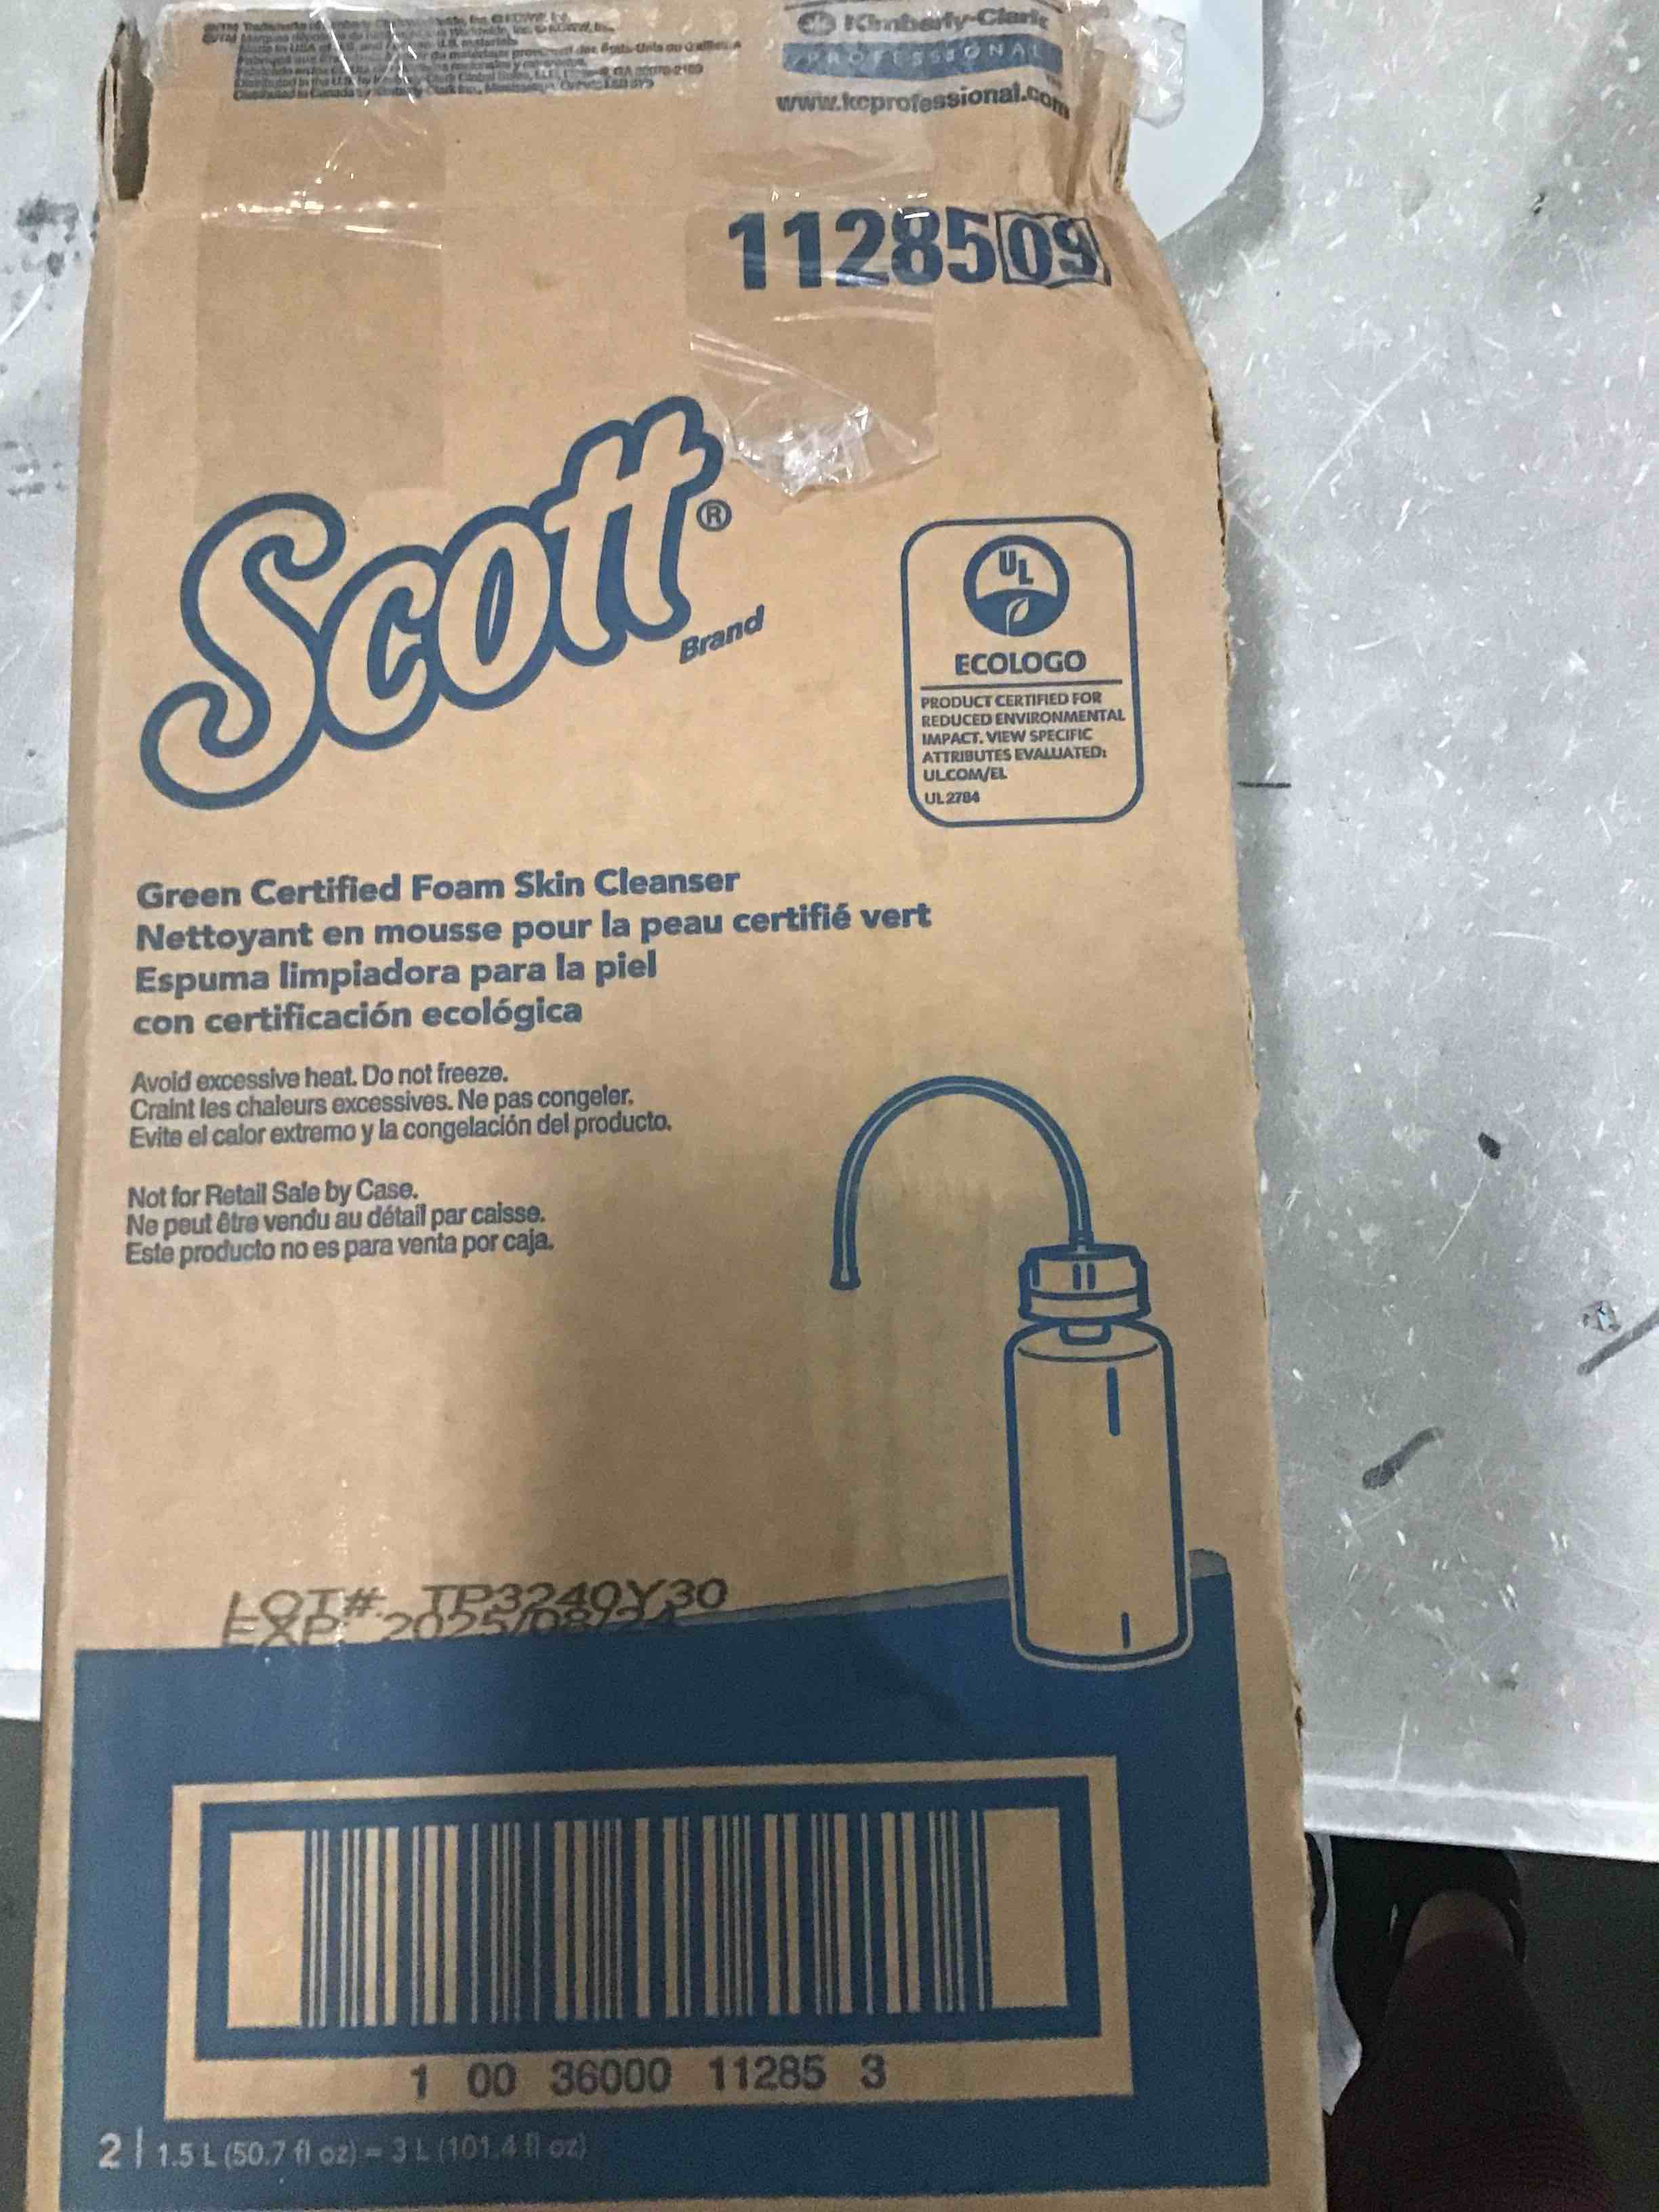 Kimberly-Clark
PROFESSIONAL
www.kcprofessional.com
1128509
Scott®
Brand
UL
ECOLOGO
PRODUCT CERTIFIED FOR
REDUCED ENVIRONMENTAL
IMPACT. VIEW SPECIFIC
ATTRIBUTES EVALUATED:
UL.COM/EL
UL 2784
Green Certified Foam Skin Cleanser
Nettoyant en mousse pour la peau certifié vert
Espuma limpiadora para la piel
con certificación ecológica
Avoid excessive heat. Do not freeze.
Craint les chaleurs excessives. Ne pas congeler.
Evite el calor extremo y la congelación del producto.
Not for Retail Sale by Case.
Ne peut être vendu au détail par caisse.
Este producto no es para venta por caja.
LOT# TP3240Y30
EXP 2025/08/24
1 00 36000 11285 3
2 | 1.5 L (50.7 fl oz) = 3 L (101.4 fl oz)